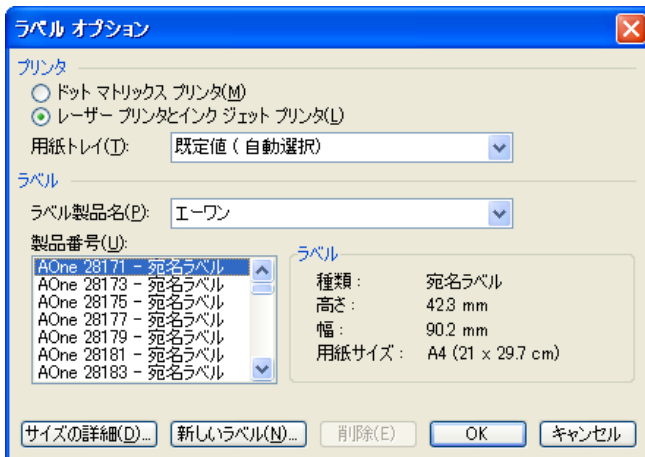 ラベル オプション
プリンタ
ドット マトリックス プリンタ(M)
レーザー プリンタとインク ジェット プリンタ(L)
用紙トレイ(T): 既定値 ( 自動選択)
ラベル
ラベル製品名(P): エーワン
製品番号(U):
AOne 28171 - 宛名ラベル
AOne 28173 - 宛名ラベル
AOne 28175 - 宛名ラベル
AOne 28177 - 宛名ラベル
AOne 28179 - 宛名ラベル
AOne 28181 - 宛名ラベル
AOne 28183 - 宛名ラベル
ラベル
種類 : 宛名ラベル
高さ : 42.3 mm
幅 : 90.2 mm
用紙サイズ : A4 (21 x 29.7 cm)
サイズの詳細(D)... 新しいラベル(N)... 削除(E) OK キャンセル